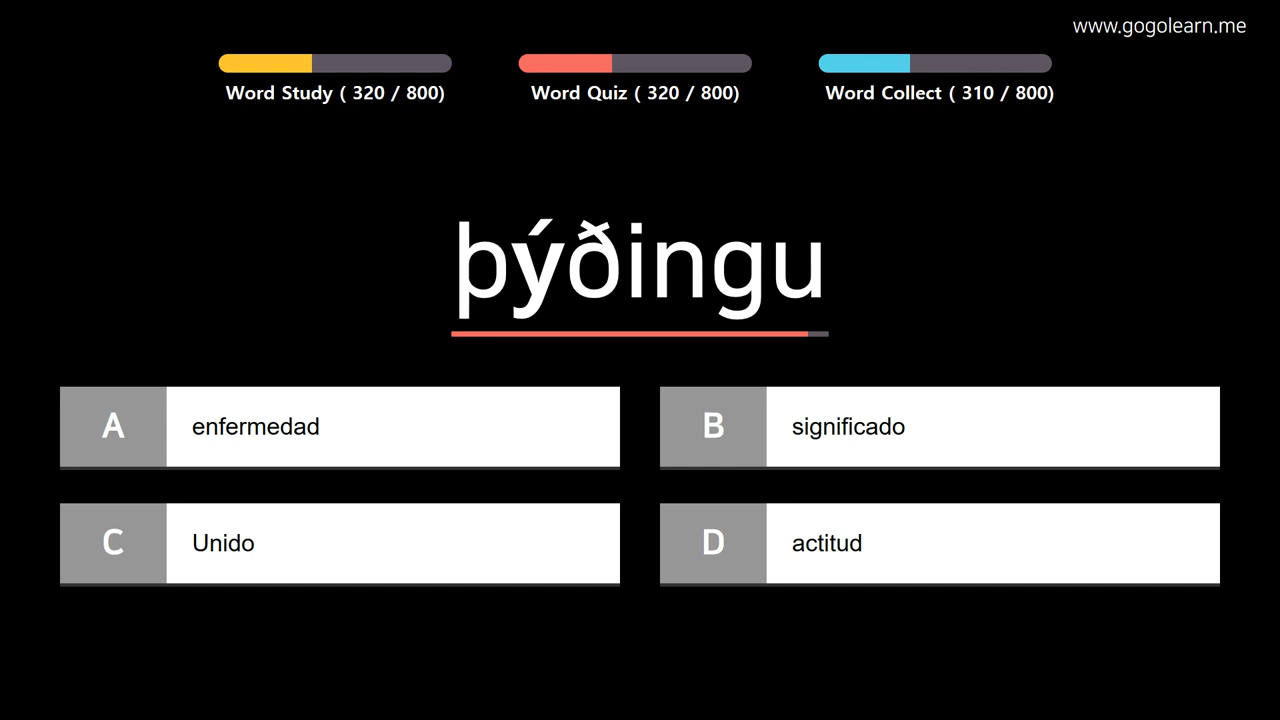 www.gogolearn.me
Word Study ( 320 / 800)
Word Quiz ( 320 / 800)
Word Collect ( 310 / 800)
þýðingu
A enfermedad
B significado
C Unido
D actitud